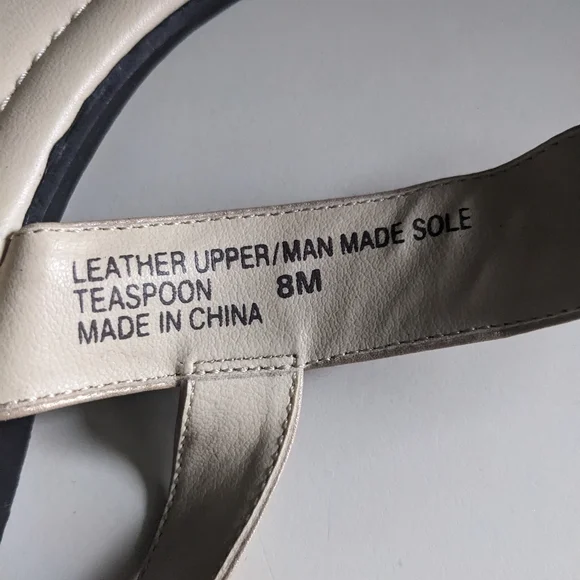 LEATHER UPPER/MAN MADE SOLE
TEASPOON 8M
MADE IN CHINA